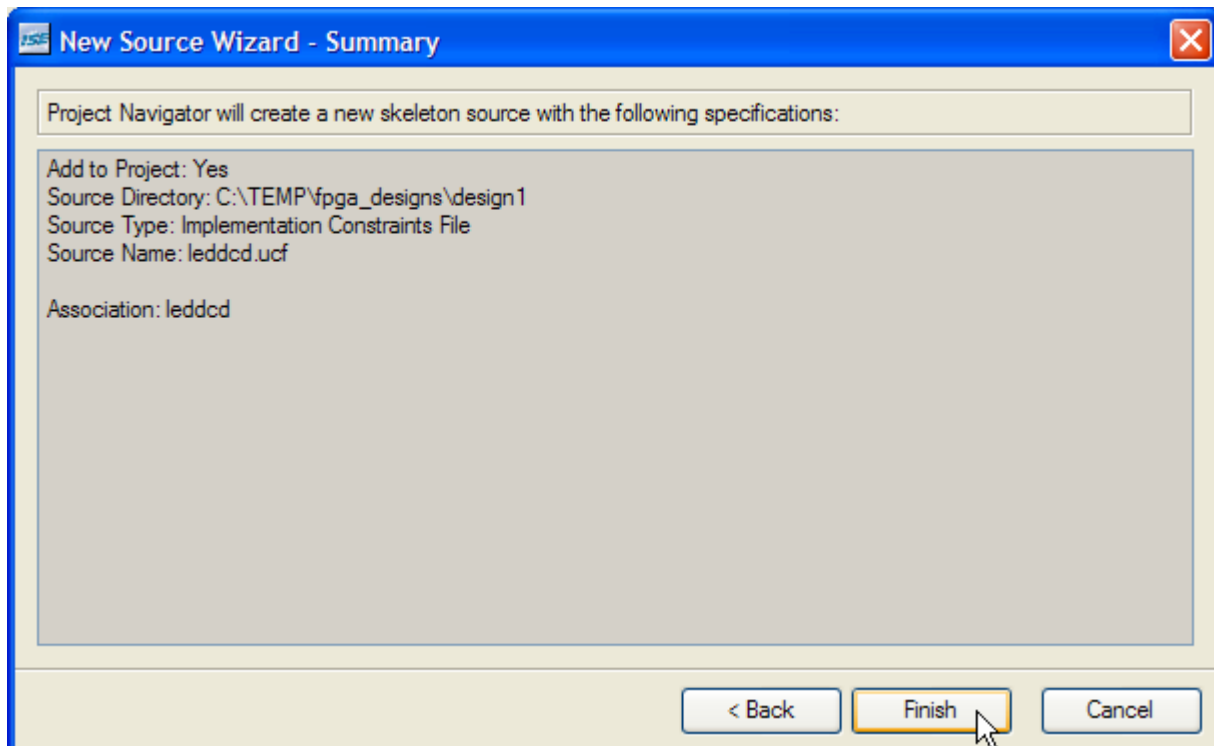 ISE New Source Wizard - Summary
Project Navigator will create a new skeleton source with the following specifications:
Add to Project: Yes
Source Directory: C:\TEMP\fpga_designs\design1
Source Type: Implementation Constraints File
Source Name: leddcd.ucf
Association: leddcd
< Back Finish Cancel